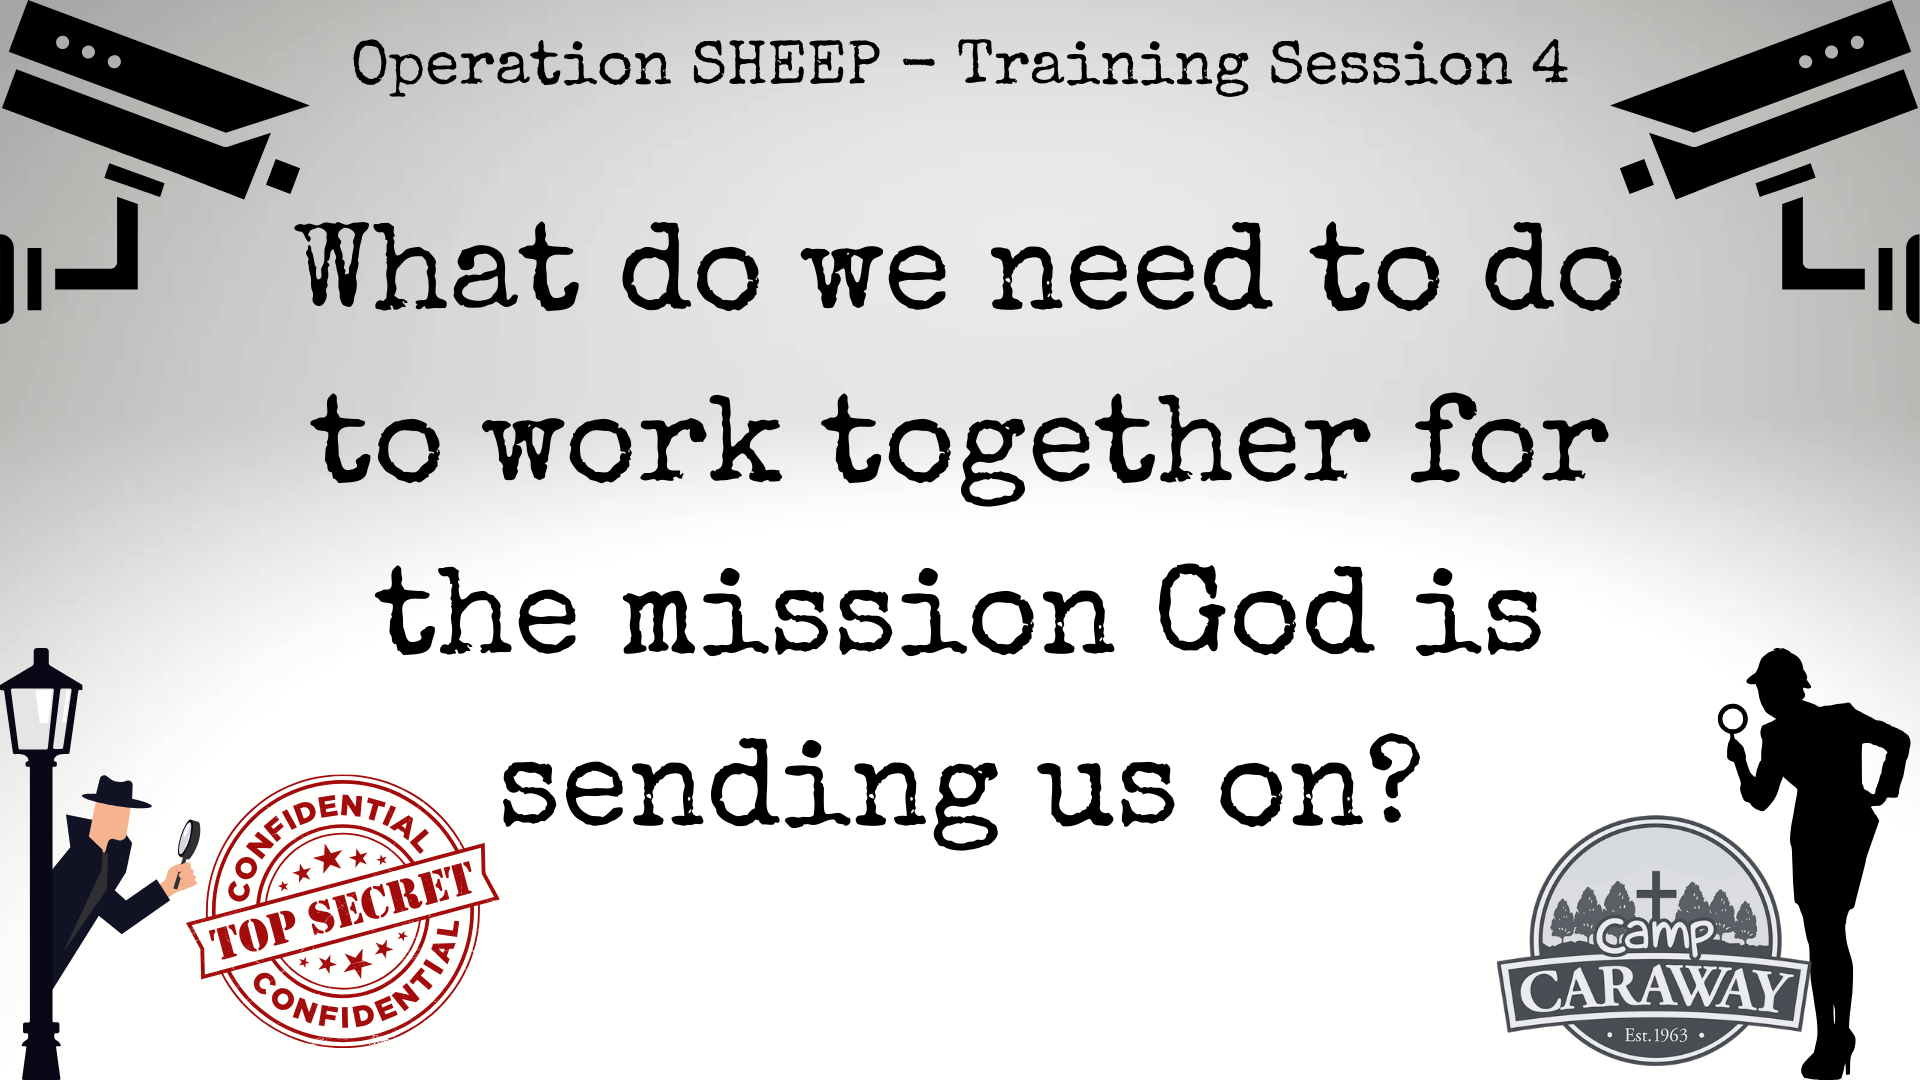 Operation SHEEP - Training Session 4
What do we need to do
to work together for
the mission God is
sending us on?
CONFIDENTIAL
TOP SECRET
CONFIDENTIAL
Camp
CARAWAY
• Est.1963 •